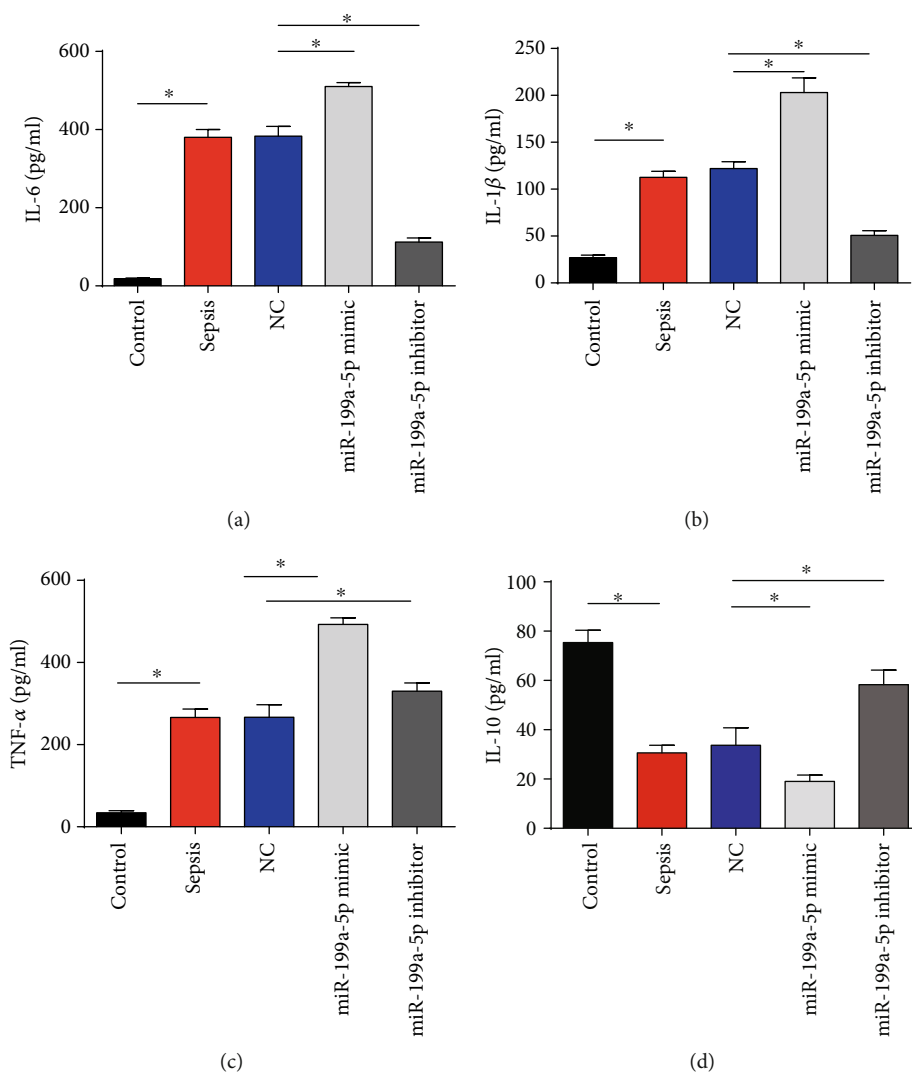 *
*
*
IL-6 (pg/ml)
600
400
200
0
Control
Sepsis
NC
miR-199a-5p mimic
miR-199a-5p inhibitor
(a)
*
*
*
IL-1β (pg/ml)
250
200
150
100
50
0
Control
Sepsis
NC
miR-199a-5p mimic
miR-199a-5p inhibitor
(b)
*
*
*
TNF-α (pg/ml)
600
400
200
0
Control
Sepsis
NC
miR-199a-5p mimic
miR-199a-5p inhibitor
(c)
*
*
*
IL-10 (pg/ml)
100
80
60
40
20
0
Control
Sepsis
NC
miR-199a-5p mimic
miR-199a-5p inhibitor
(d)